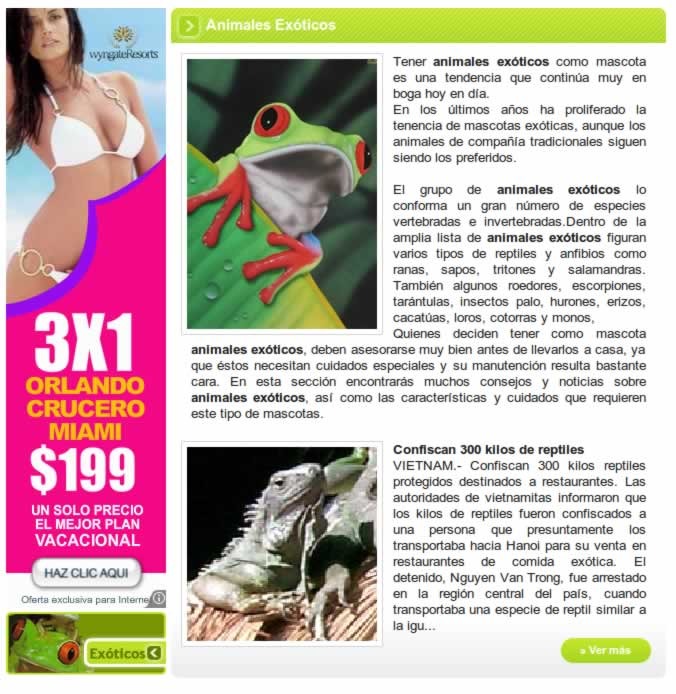 wyngateResorts
3X1
ORLANDO
CRUCERO
MIAMI
$199
UN SOLO PRECIO
EL MEJOR PLAN
VACACIONAL
HAZ CLIC AQUI
Oferta exclusiva para Internet
Exóticos
Animales Exóticos
Tener animales exóticos como mascota
es una tendencia que continúa muy en
boga hoy en día.
En los últimos años ha proliferado la
tenencia de mascotas exóticas, aunque los
animales de compañía tradicionales siguen
siendo los preferidos.
El grupo de animales exóticos lo
conforma un gran número de especies
vertebradas e invertebradas.Dentro de la
amplia lista de animales exóticos figuran
varios tipos de reptiles y anfibios como
ranas, sapos, tritones y salamandras.
También algunos roedores, escorpiones,
tarántulas, insectos palo, hurones, erizos,
cacatúas, loros, cotorras y monos,
Quienes deciden tener como mascota
animales exóticos, deben asesorarse muy bien antes de llevarlos a casa, ya
que éstos necesitan cuidados especiales y su manutención resulta bastante
cara. En esta sección encontrarás muchos consejos y noticias sobre
animales exóticos, así como las características y cuidados que requieren
este tipo de mascotas.
Confiscan 300 kilos de reptiles
VIETNAM.- Confiscan 300 kilos reptiles
protegidos destinados a restaurantes. Las
autoridades de vietnamitas informaron que
los kilos de reptiles fueron confiscados a
una persona que presuntamente los
transportaba hacia Hanoi para su venta en
restaurantes de comida exótica. El
detenido, Nguyen Van Trong, fue arrestado
en la región central del país, cuando
transportaba una especie de reptil similar a
la igu...
» Ver más